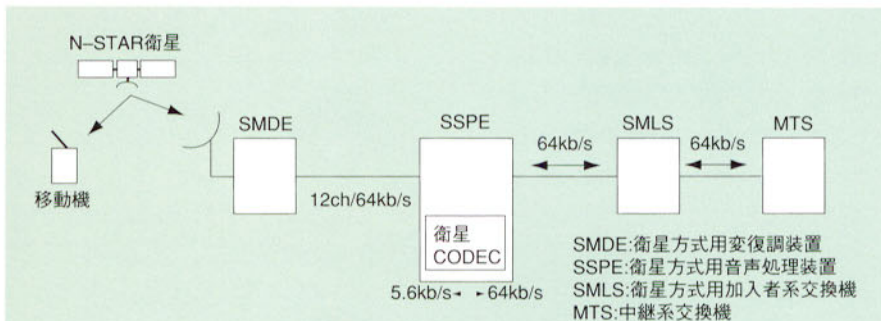 N–STAR衛星
移動機
SMDE
12ch/64kb/s
SSPE
衛星
CODEC
5.6kb/s
64kb/s
64kb/s
SMLS
64kb/s
MTS
SMDE:衛星方式用変復調装置
SSPE:衛星方式用音声処理装置
SMLS:衛星方式用加入者系交換機
MTS:中継系交換機